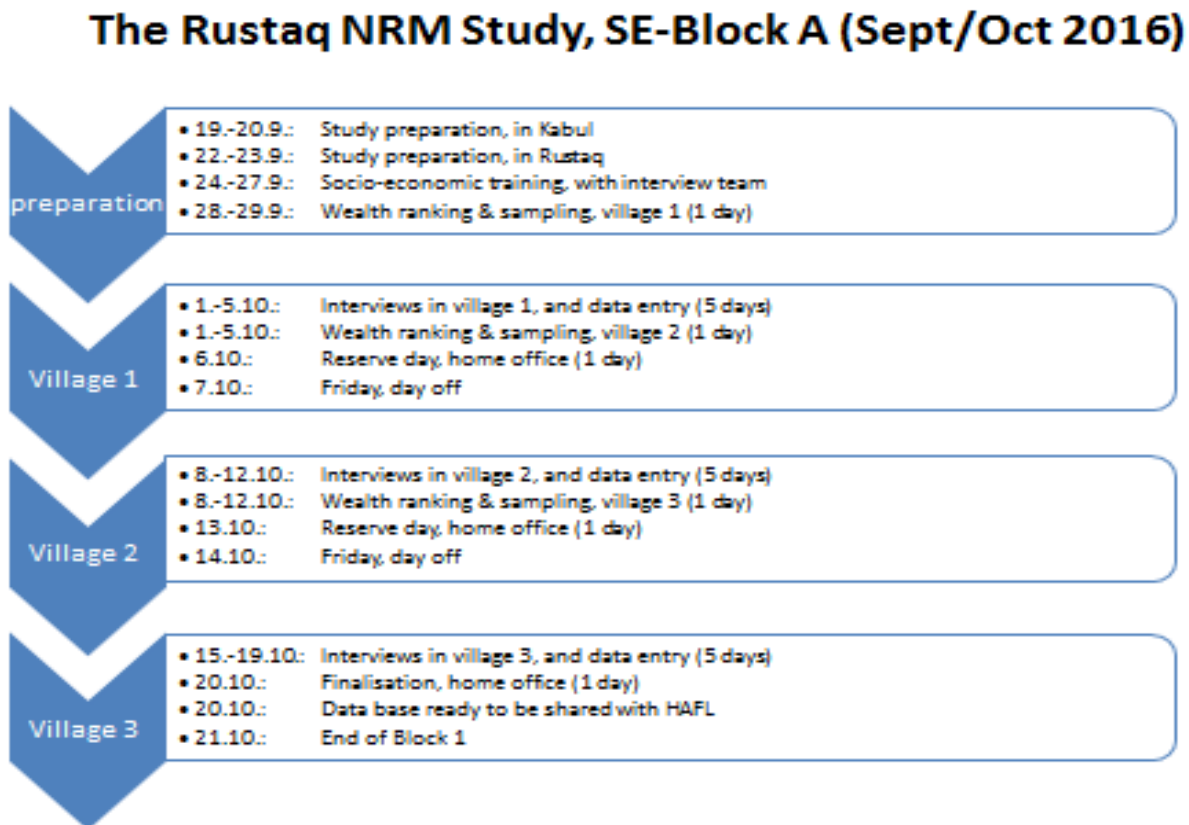 The Rustaq NRM Study, SE-Block A (Sept/Oct 2016)
preparation
• 19.-20.9.: Study preparation, in Kabul
• 22.-23.9.: Study preparation, in Rustaq
• 24.-27.9.: Socio-economic training, with interview team
• 28.-29.9.: Wealth ranking & sampling, village 1 (1 day)
Village 1
• 1.-5.10.: Interviews in village 1, and data entry (5 days)
• 1.-5.10.: Wealth ranking & sampling, village 2 (1 day)
• 6.10.: Reserve day, home office (1 day)
• 7.10.: Friday, day off
Village 2
• 8.-12.10.: Interviews in village 2, and data entry (5 days)
• 8.-12.10.: Wealth ranking & sampling, village 3 (1 day)
• 13.10.: Reserve day, home office (1 day)
• 14.10.: Friday, day off
Village 3
• 15.-19.10.: Interviews in village 3, and data entry (5 days)
• 20.10.: Finalisation, home office (1 day)
• 20.10.: Data base ready to be shared with HAFL
• 21.10.: End of Block 1